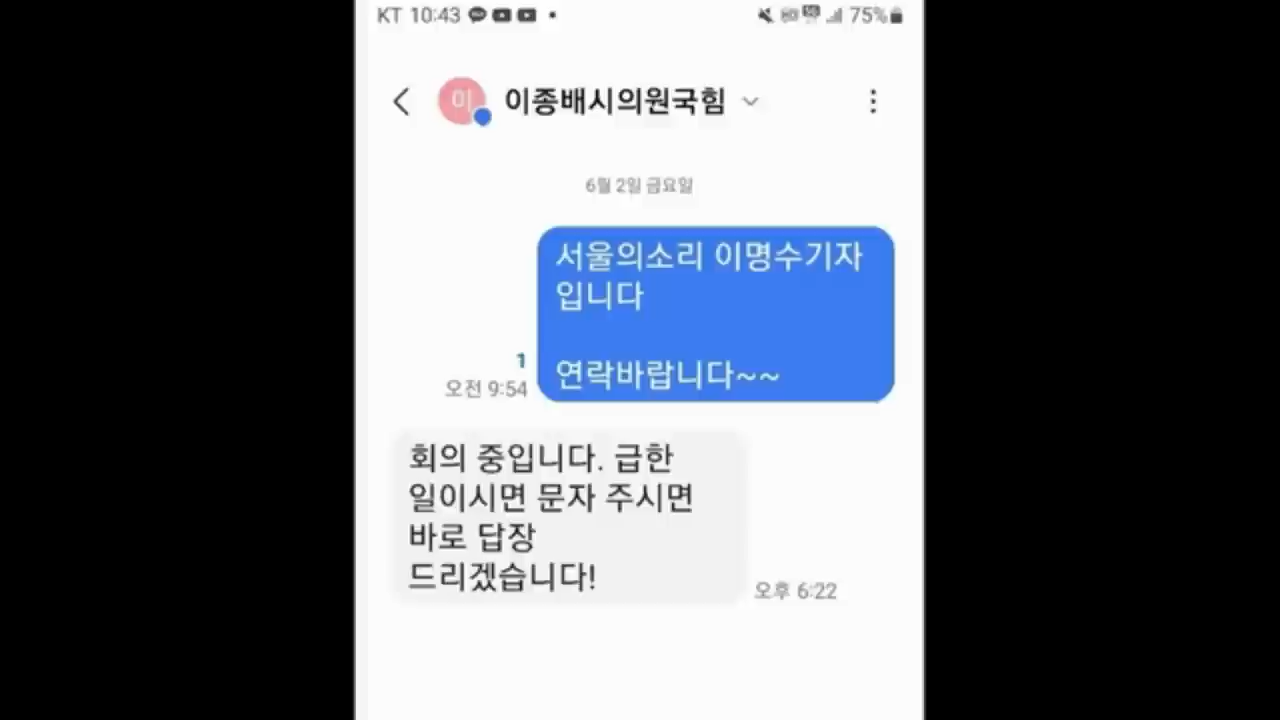 KT 10:43
75%
이
이종배시의원국힘
6월 2일 금요일
서울의소리 이명수기자
입니다
연락바랍니다~~
1
오전 9:54
회의 중입니다. 급한
일이시면 문자 주시면
바로 답장
드리겠습니다!
오후 6:22